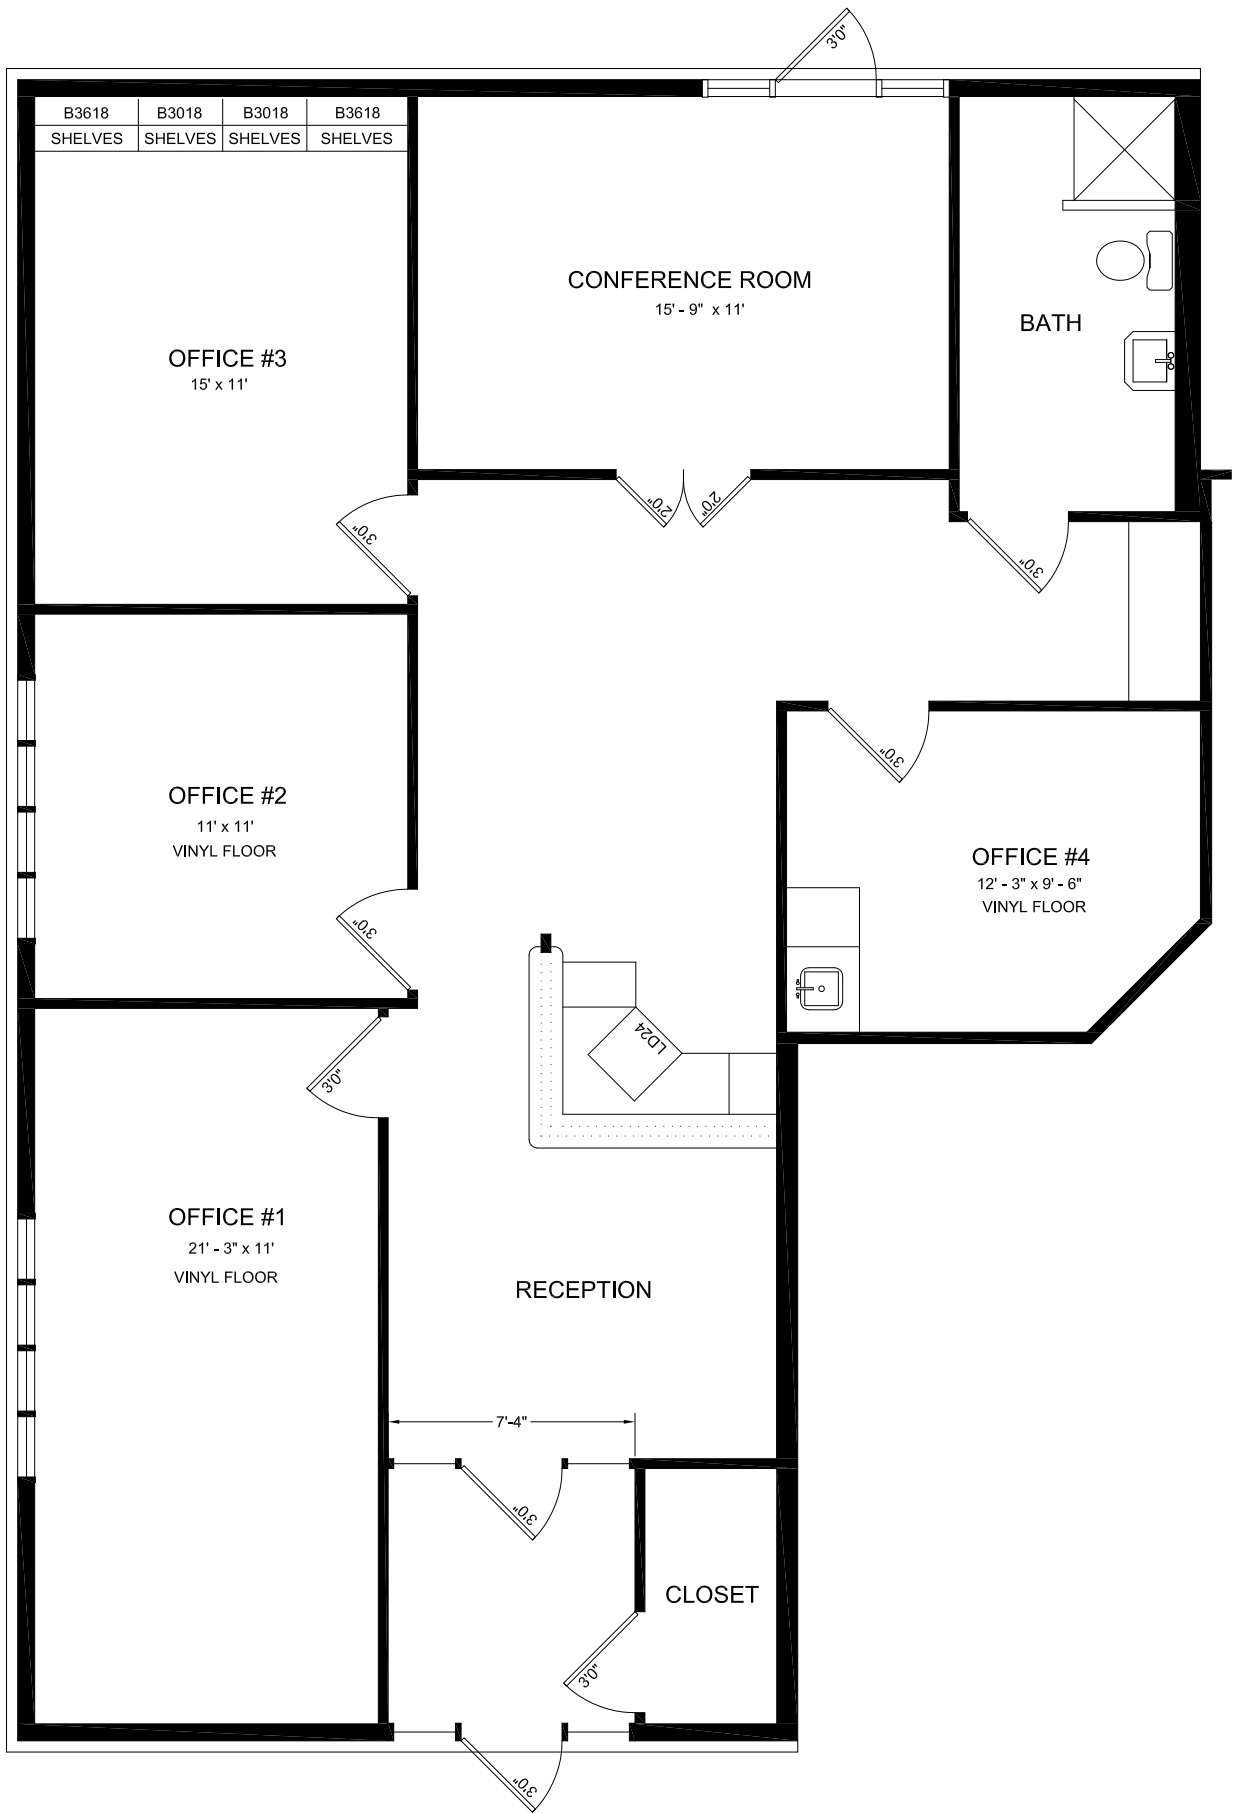 3'0"
B3618 B3018 B3018 B3618
SHELVES SHELVES SHELVES SHELVES
CONFERENCE ROOM
15' - 9" x 11'
BATH
OFFICE #3
15' x 11'
2'0" 2'0"
3'0"
3'0"
3'0"
OFFICE #2
11' x 11'
VINYL FLOOR
OFFICE #4
12' - 3" x 9' - 6"
VINYL FLOOR
3'0"
LD24
3'0"
OFFICE #1
21' - 3" x 11'
VINYL FLOOR
RECEPTION
7'-4"
3'0"
CLOSET
3'0"
3'0"